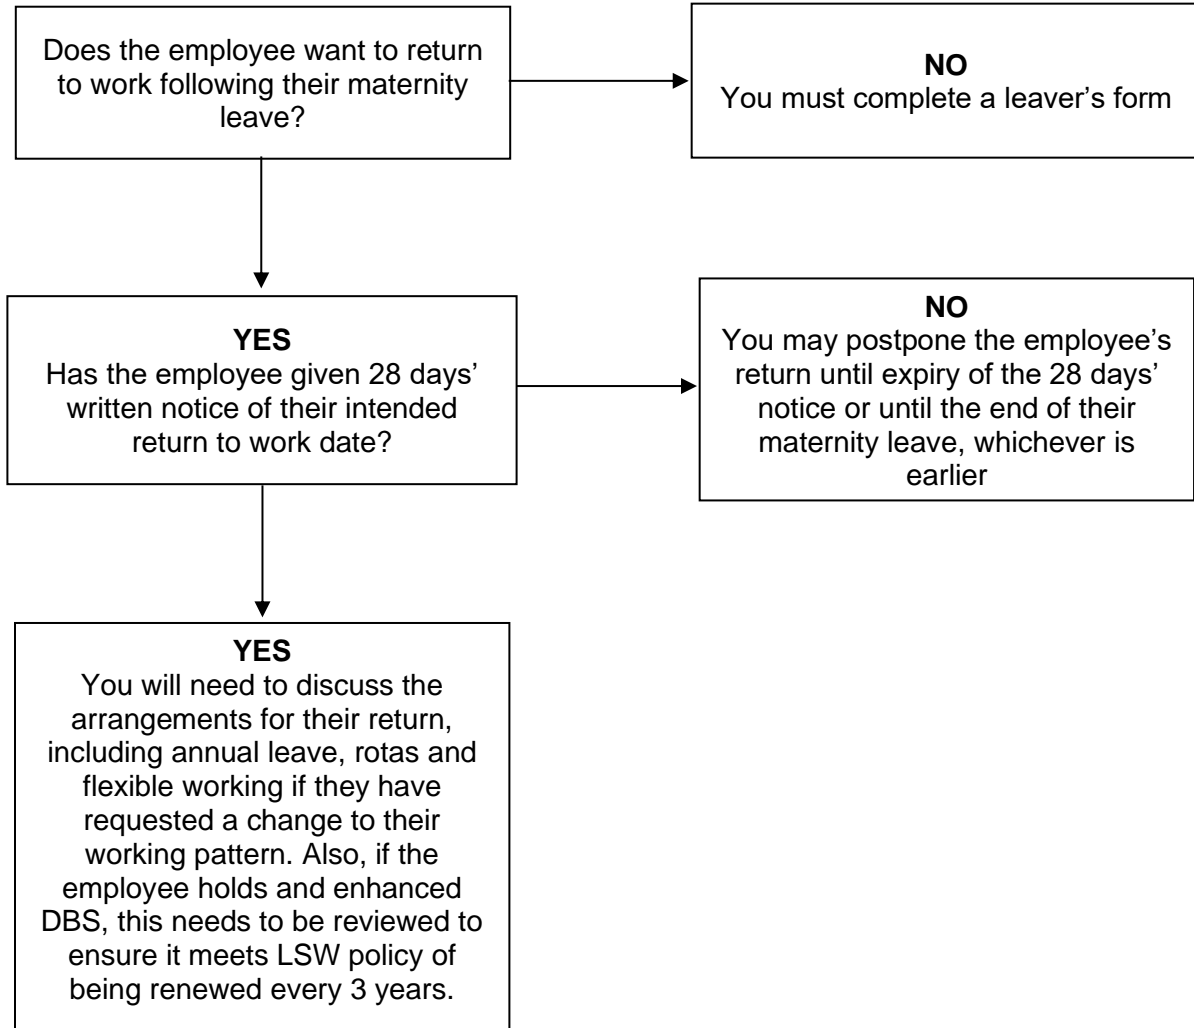 Does the employee want to return
to work following their maternity
leave?
NO
You must complete a leaver’s form
YES
Has the employee given 28 days’
written notice of their intended
return to work date?
NO
You may postpone the employee’s
return until expiry of the 28 days’
notice or until the end of their
maternity leave, whichever is
earlier
YES
You will need to discuss the
arrangements for their return,
including annual leave, rotas and
flexible working if they have
requested a change to their
working pattern. Also, if the
employee holds and enhanced
DBS, this needs to be reviewed to
ensure it meets LSW policy of
being renewed every 3 years.